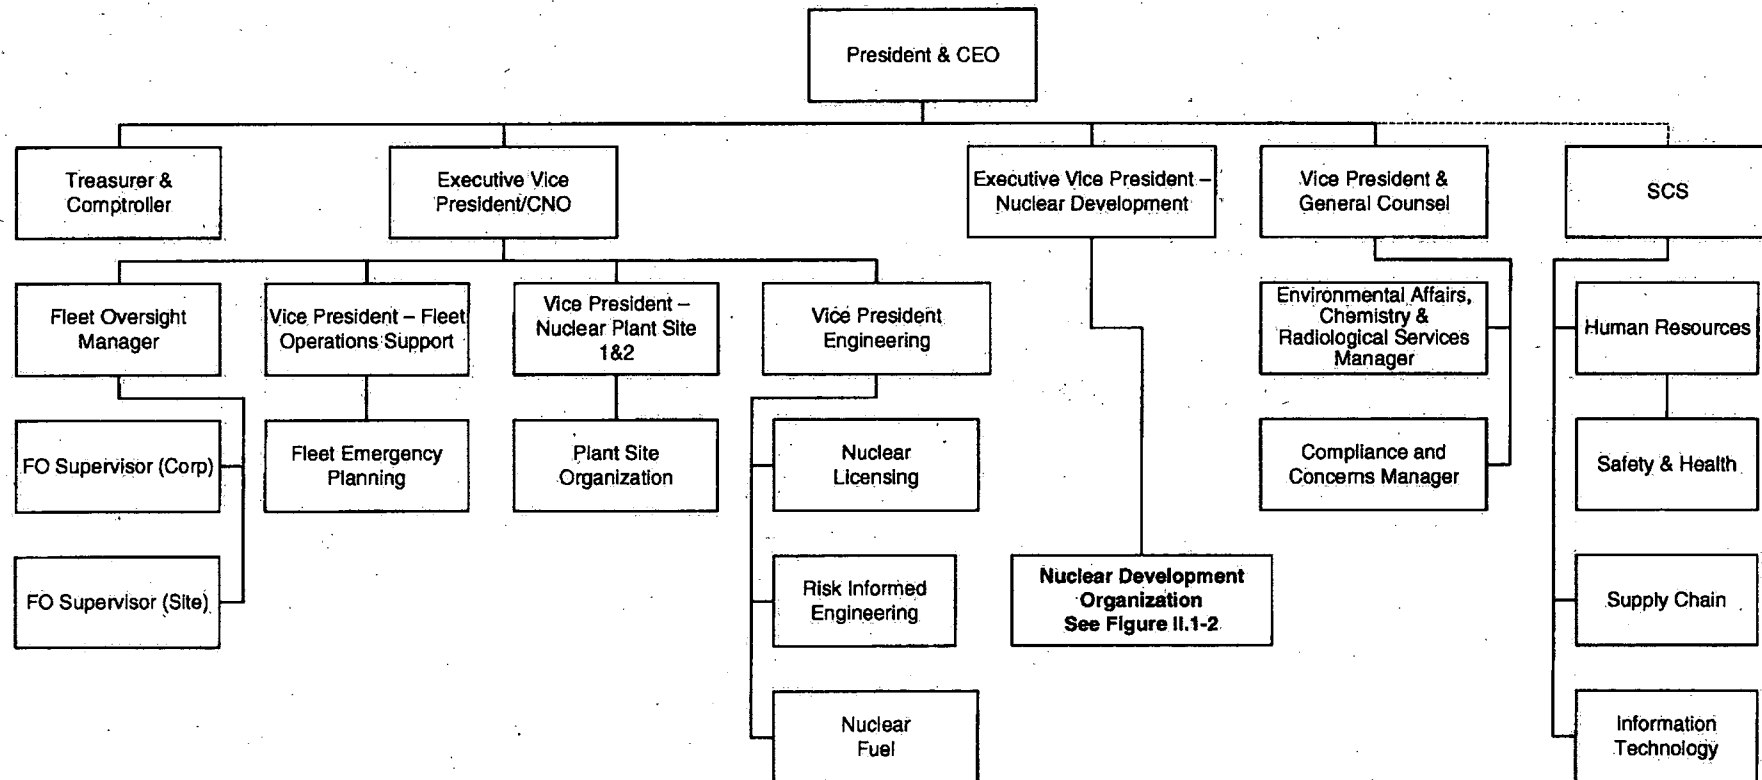 President & CEO
Treasurer &
Comptroller
Executive Vice
President/CNO
Executive Vice President –
Nuclear Development
Vice President &
General Counsel
SCS
Fleet Oversight
Manager
Vice President – Fleet
Operations Support
Vice President –
Nuclear Plant Site
1&2
Vice President
Engineering
Environmental Affairs,
Chemistry &
Radiological Services
Manager
Human Resources
FO Supervisor (Corp)
Fleet Emergency
Planning
Plant Site
Organization
Nuclear
Licensing
Compliance and
Concerns Manager
Safety & Health
FO Supervisor (Site)
Risk Informed
Engineering
Nuclear Development
Organization
See Figure II.1-2
Supply Chain
Nuclear
Fuel
Information
Technology